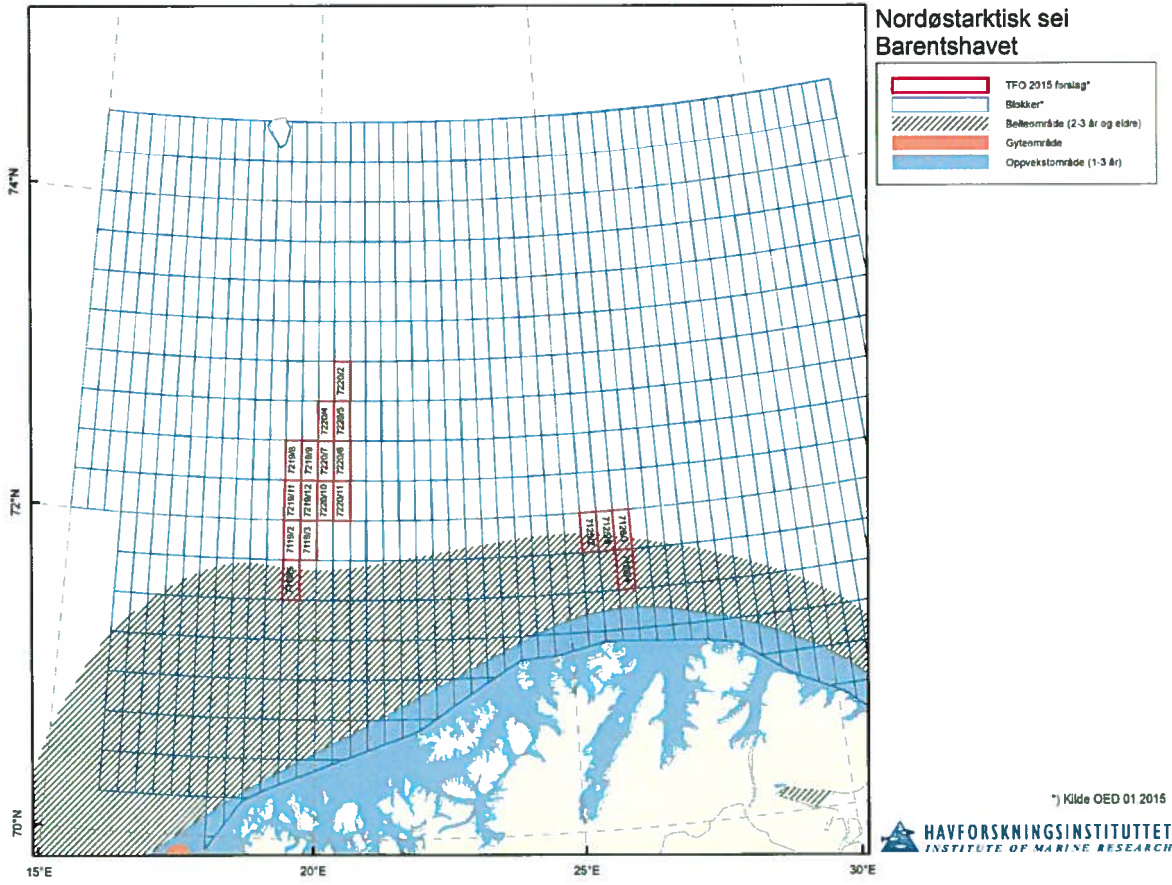 Nordøstarktisk sei
Barentshavet
TFO 2015 forslag*
Blokker*
Beiteområde (2-3 år og eldre)
Gyteområde
Oppvekstområde (1-3 år)
74°N
72°N
70°N
7220/2
7220/4
7220/5
7219/8
7219/9
7220/7
7220/8
7219/11
7219/12
7220/10
7220/11
7119/2
7119/3
*) Kilde OED 01.2015
HAVFORSKNINGSINSTITUTTET
INSTITUTE OF MARINE RESEARCH
15°E
20°E
25°E
30°E